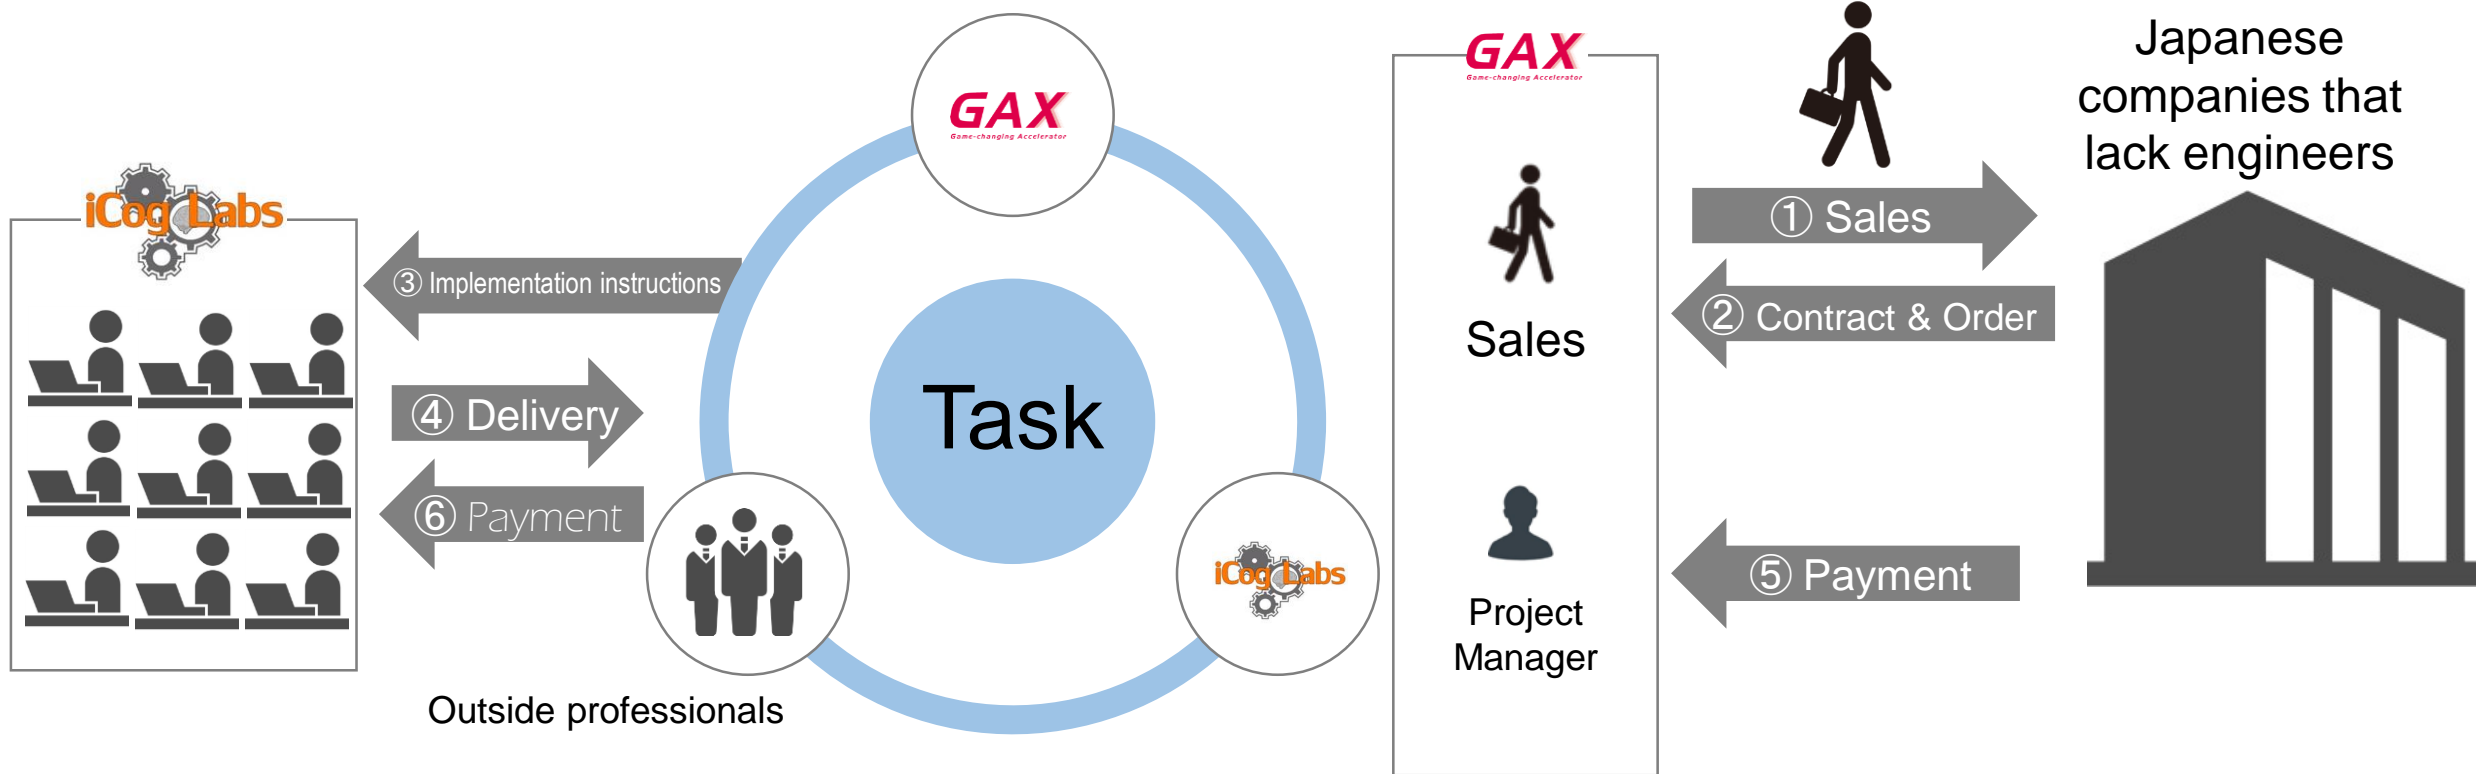 iCog Labs
③ Implementation instructions
④ Delivery
⑥ Payment
Outside professionals
GAX
Game-changing Accelerator
Task
iCog Labs
GAX
Game-changing Accelerator
Sales
Project
Manager
① Sales
② Contract & Order
⑤ Payment
Japanese
companies that
lack engineers